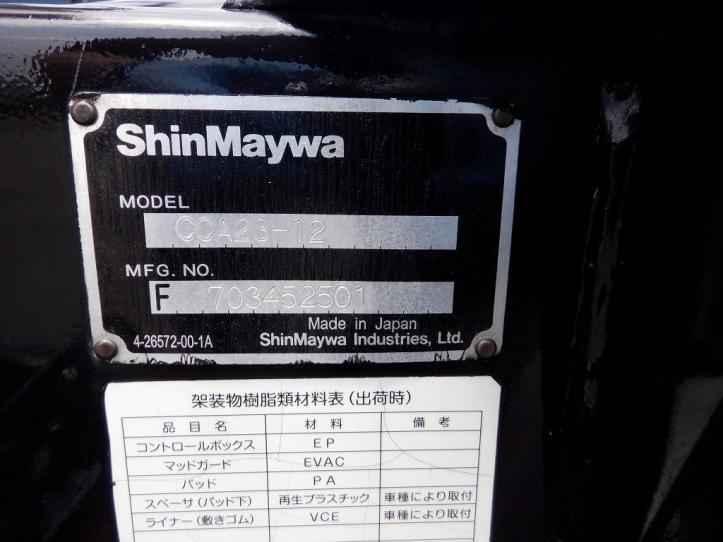 ShinMaywa
MODEL
CCA23-12
MFG. NO.
F 703452501
Made in Japan
4-26572-00-1A ShinMaywa Industries, Ltd.
架装物樹脂類材料表(出荷時)
品目名 材料 備考
コントロールボックス EP
マッドガード EVAC
パッド PA
スペーサ(パッド下) 再生プラスチック 車種により取付
ライナー(敷きゴム) VCE 車種により取付